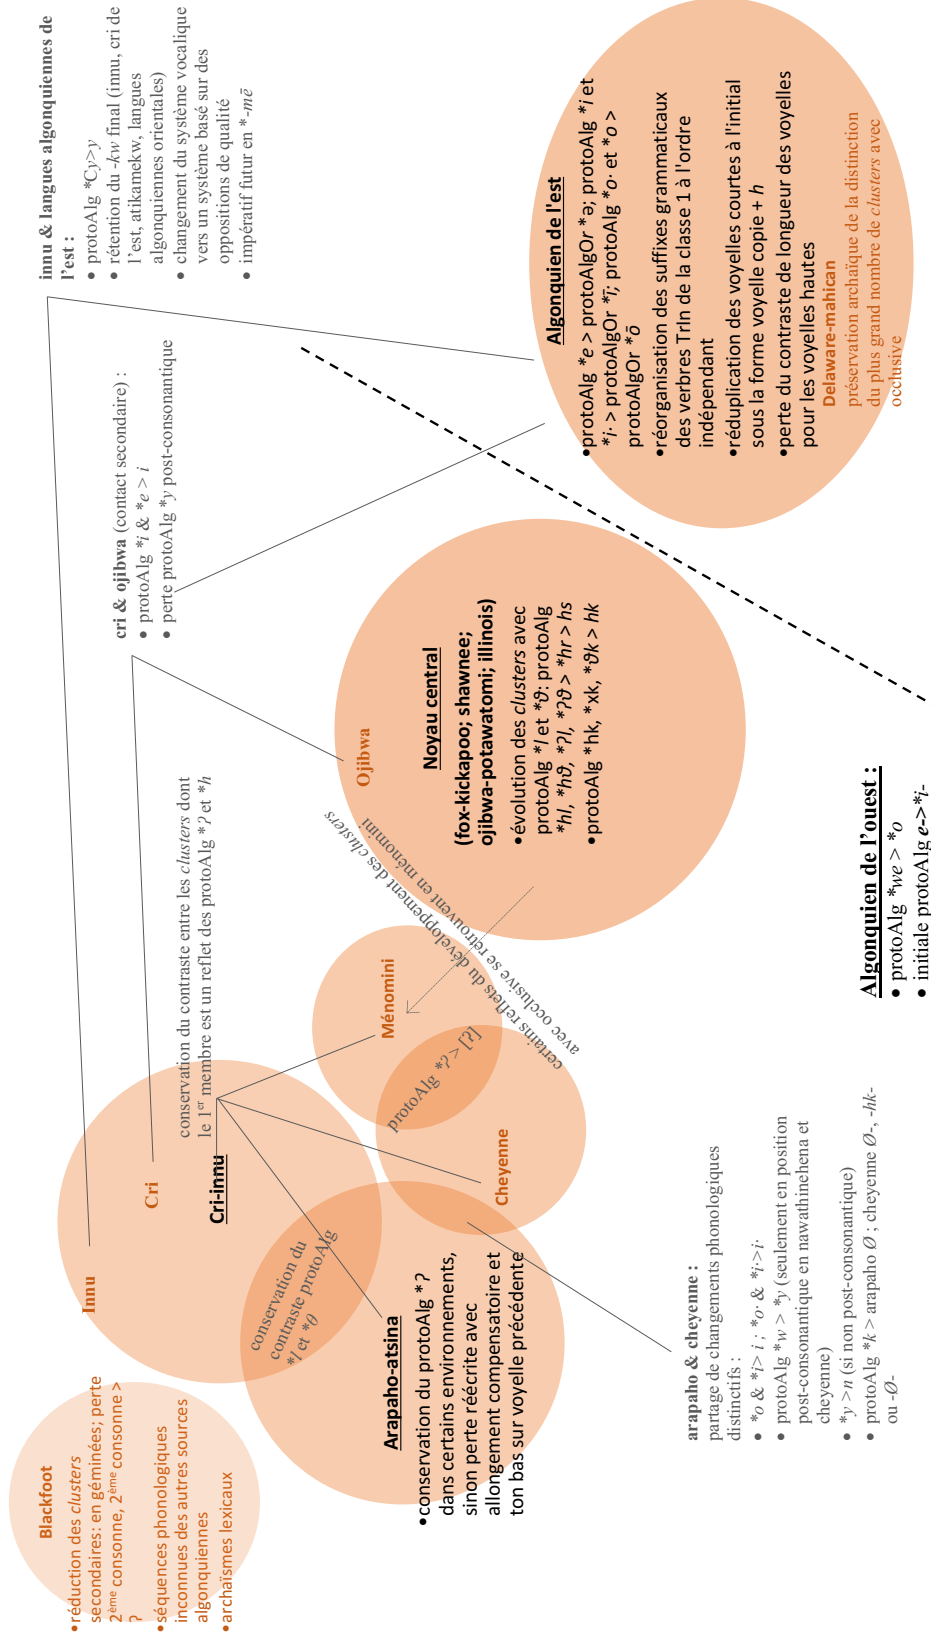 Blackfoot
•réduction des clusters
secondaires: en géminées; perte
2ème consonne, 2ème consonne >
ʔ
•séquences phonologiques
inconnues des autres sources
algonquiennes
•archaïsmes lexicaux
Innu
Cri
Cri-innu
conservation du
contraste protoAlg
*l et *θ
Arapaho-atsina
•conservation du protoAlg *ʔ
dans certains environnements,
sinon perte réécrite avec
allongement compensatoire et
ton bas sur voyelle précédente
arapaho & cheyenne :
partage de changements phonologiques
distinctifs :
• *o & *i> i ; *o· & *i·>i·
• protoAlg *w > *y (seulement en position
post-consonantique en nawathinehena et
cheyenne)
• *y >n (si non post-consonantique)
• protoAlg *k > arapaho Ø ; cheyenne Ø-, -hk-
ou -Ø-
conservation du contraste entre les clusters dont
le 1er membre est un reflet des protoAlg *ʔ et *h
Cheyenne
protoAlg *ʔ > [ʔ]
Ménomini
certains reflets du développement des clusters
avec occlusive se retrouvent en ménomini
Ojibwa
Noyau central
(fox-kickapoo; shawnee;
ojibwa-potawatomi; illinois)
•évolution des clusters avec
protoAlg *l et *ϑ: protoAlg
*hl, *hϑ, *ʔl, *ʔϑ > *hr > hs
•protoAlg *hk, *xk, *ϑk > hk
cri & ojibwa (contact secondaire) :
• protoAlg *i & *e > i
• perte protoAlg *y post-consonantique
innu & langues algonquiennes de
l’est :
• protoAlg *Cy>y
• rétention du -kw final (innu, cri de
l’est, atikamekw, langues
algonquiennes orientales)
• changement du système vocalique
vers un système basé sur des
oppositions de qualité
• impératif futur en *-mē
Algonquien de l'est
•protoAlg *e > protoAlgOr *ə; protoAlg *i et
*i· > protoAlgOr *ī; protoAlg *o· et *o >
protoAlgOr *ō
•réorganisation des suffixes grammaticaux
des verbres TrIn de la classe 1 à l'ordre
indépendant
•réduplication des voyelles courtes à l'initial
sous la forme voyelle copie + h
•perte du contraste de longueur des voyelles
pour les voyelles hautes
Delaware-mahican
préservation archaïque de la distinction
du plus grand nombre de clusters avec
occlusive
Algonquien de l’ouest :
• protoAlg *we > *o
• initiale protoAlg e->*i-